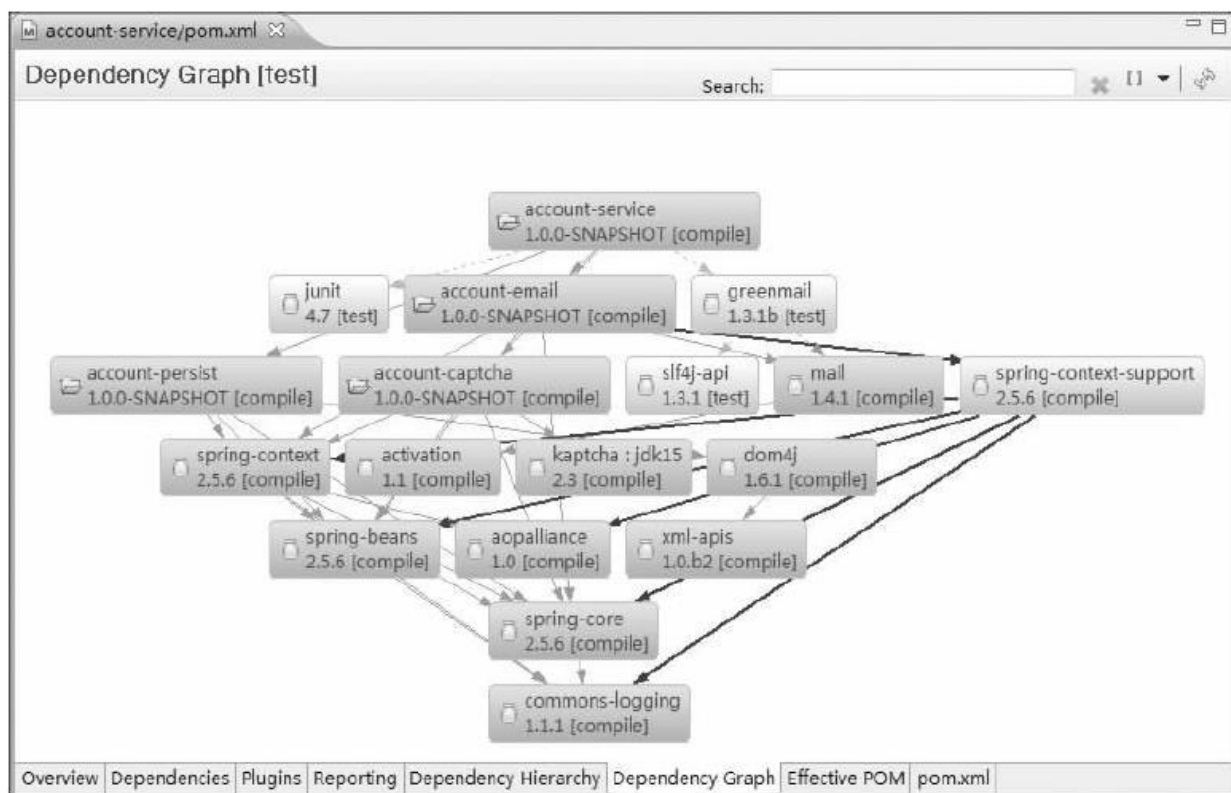 account-service/pom.xml
Dependency Graph [test]
Search:
account-service
1.0.0-SNAPSHOT [compile]
junit
4.7 [test]
account-email
1.0.0-SNAPSHOT [compile]
greenmail
1.3.1b [test]
account-persist
1.0.0-SNAPSHOT [compile]
account-captcha
1.0.0-SNAPSHOT [compile]
slf4j-api
1.3.1 [test]
mail
1.4.1 [compile]
spring-context-support
2.5.6 [compile]
spring-context
2.5.6 [compile]
activation
1.1 [compile]
kaptcha : jdk15
2.3 [compile]
dom4j
1.6.1 [compile]
spring-beans
2.5.6 [compile]
aopalliance
1.0 [compile]
xml-apis
1.0.b2 [compile]
spring-core
2.5.6 [compile]
commons-logging
1.1.1 [compile]
Overview Dependencies Plugins Reporting Dependency Hierarchy Dependency Graph Effective POM pom.xml